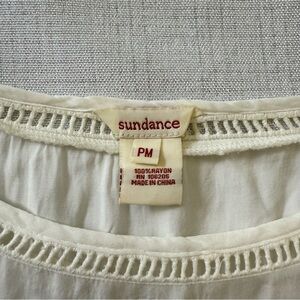 sundance
PM
100%RAYON
RN 106206
MADE IN CHINA